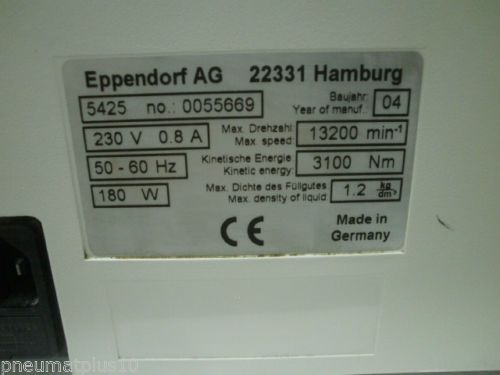 Eppendorf AG 22331 Hamburg
5425 no.: 0055669
Baujahr:
Year of manuf.: 04
230 V 0.8 A
Max. Drehzahl:
Max. speed: 13200 min⁻¹
50 - 60 Hz
Kinetische Energie:
Kinetic energy: 3100 Nm
180 W
Max. Dichte des Füllgutes
Max. density of liquid 1.2 kg/dm³
Made in
Germany
CE
pneumatplus10